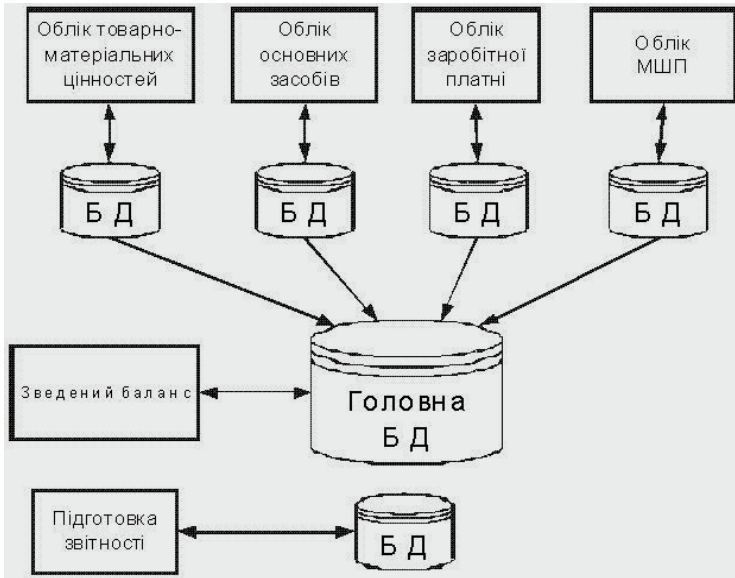 Облік товарно-
матеріальних
цінностей
Облік
основних
засобів
Облік
заробітної
платні
Облік
МШП
Б Д
Б Д
Б Д
Б Д
Зведений баланс
Головна
Б Д
Підготовка
звітності
Б Д